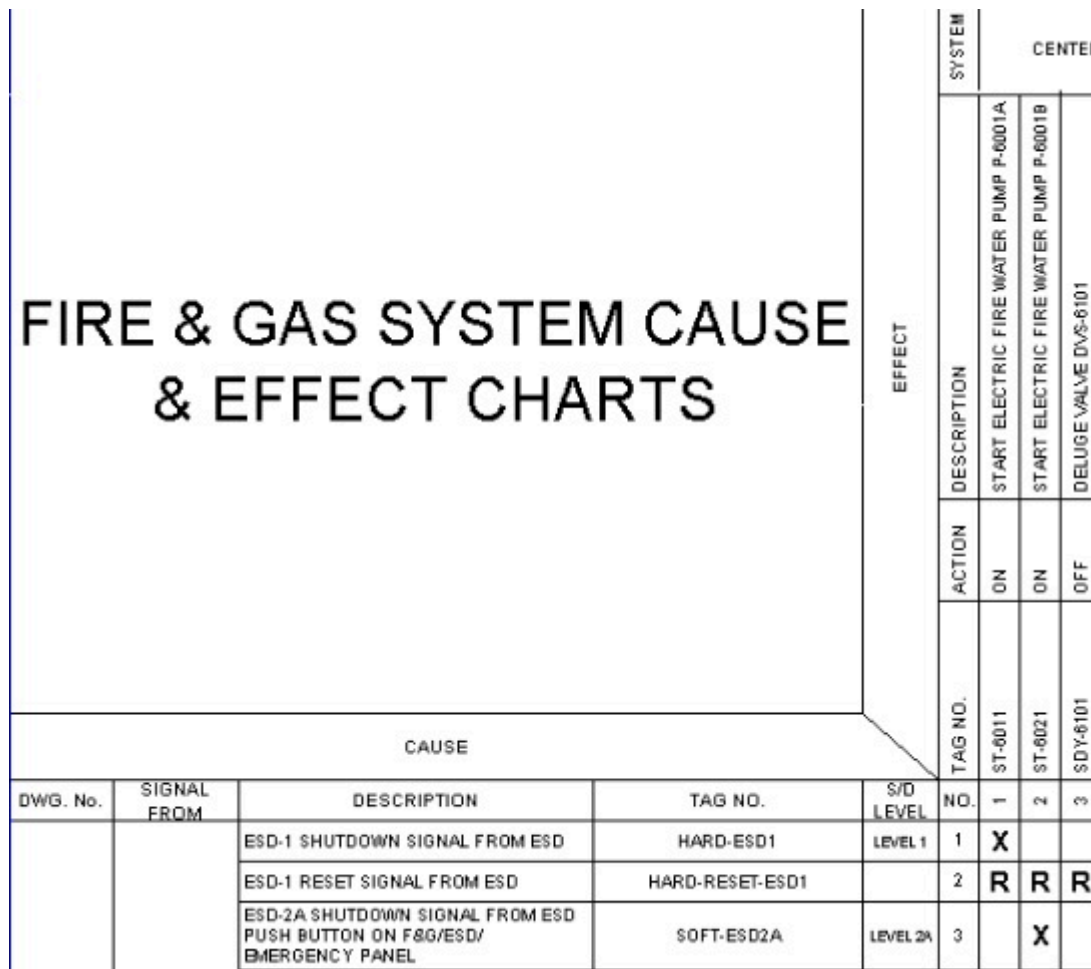 SYSTEM
CENTE
FIRE & GAS SYSTEM CAUSE
& EFFECT CHARTS
EFFECT
DESCRIPTION
START ELECTRIC FIRE WATER PUMP P-6001A
START ELECTRIC FIRE WATER PUMP P-6001B
DELUGE VALVE DVS-6101
ACTION
ON
ON
OFF
TAG NO.
ST-6011
ST-6021
SDY-6101
CAUSE
DWG. No. SIGNAL FROM DESCRIPTION TAG NO. S/D LEVEL NO. 1 2 3
ESD-1 SHUTDOWN SIGNAL FROM ESD HARD-ESD1 LEVEL 1 1 X
ESD-1 RESET SIGNAL FROM ESD HARD-RESET-ESD1 2 R R R
ESD-2A SHUTDOWN SIGNAL FROM ESD
PUSH BUTTON ON F&G/ESD/ SOFT-ESD2A LEVEL 2A 3 X
EMERGENCY PANEL